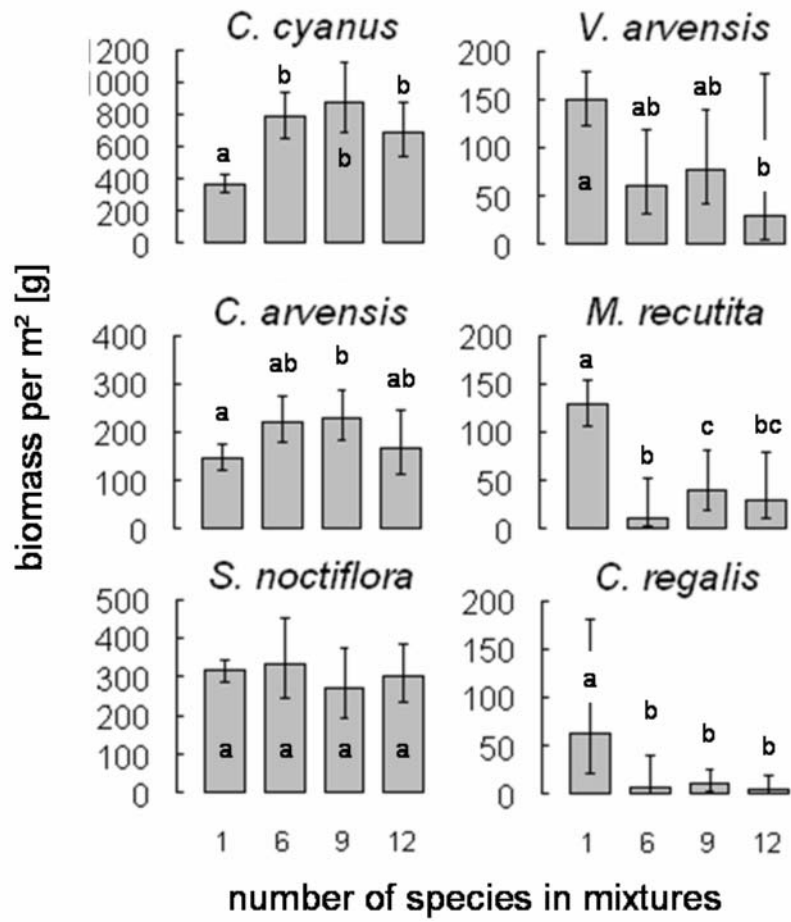 C. cyanus
200
000
800
600
400
200
0
a
b
b
b
V. arvensis
200
150
100
50
0
a
ab
ab
b
C. arvensis
400
300
200
100
0
a
ab
b
ab
M. recutita
200
150
100
50
0
a
b
c
bc
S. noctiflora
500
400
300
200
100
0
a
a
a
a
1 6 9 12
C. regalis
200
150
100
50
0
a
b
b
b
1 6 9 12
biomass per m² [g]
number of species in mixtures